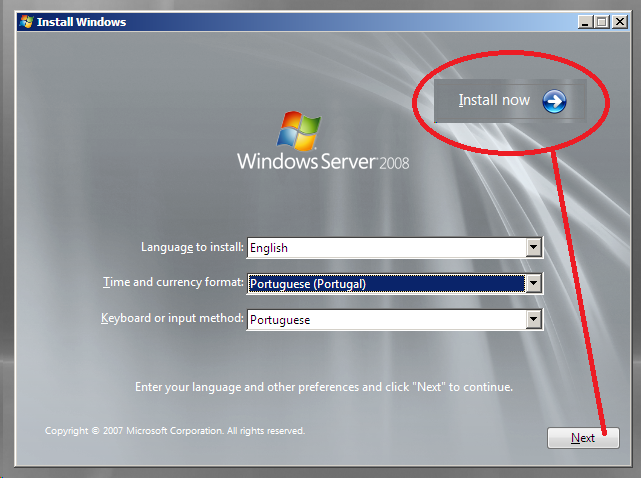 Install Windows
Install now
Windows Server 2008
Language to install: English
Time and currency format: Portuguese (Portugal)
Keyboard or input method: Portuguese
Enter your language and other preferences and click "Next" to continue.
Copyright © 2007 Microsoft Corporation. All rights reserved.
Next